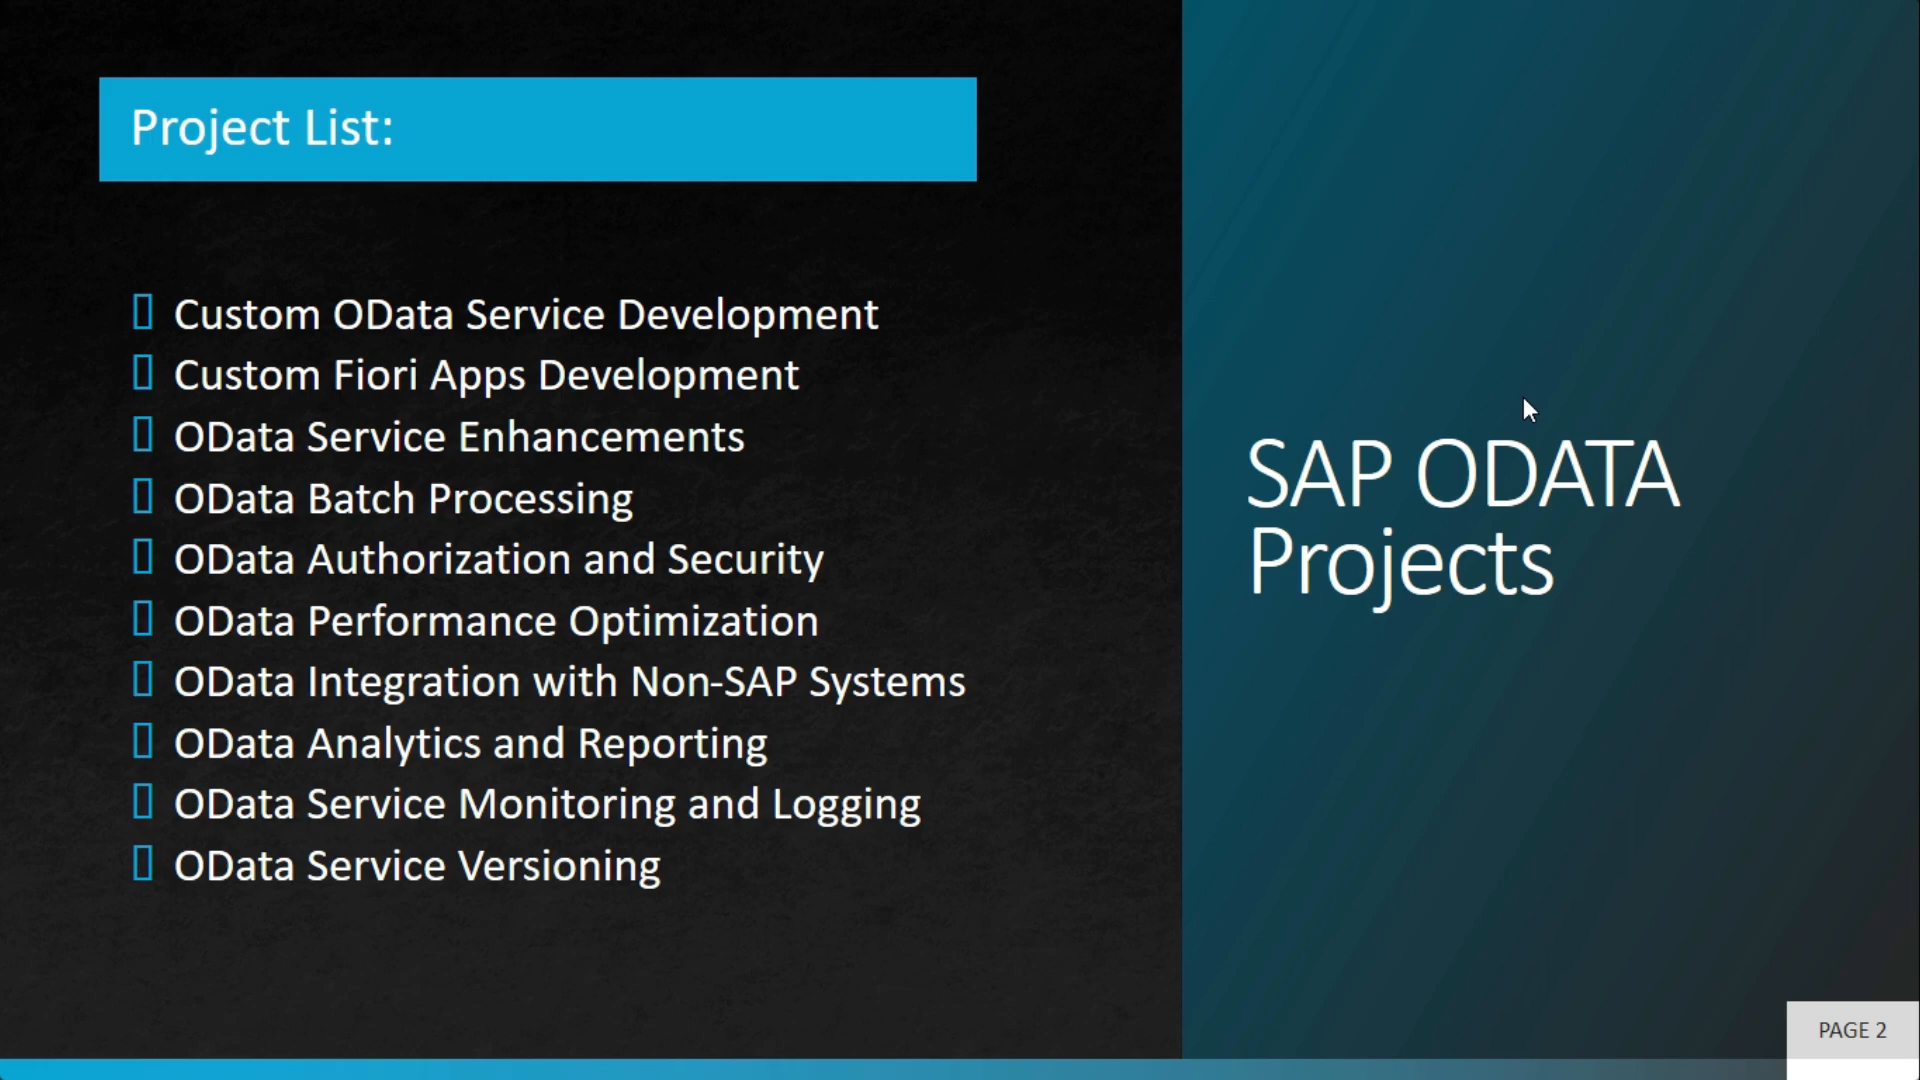 Project List:
Custom OData Service Development
Custom Fiori Apps Development
OData Service Enhancements
OData Batch Processing
OData Authorization and Security
OData Performance Optimization
OData Integration with Non-SAP Systems
OData Analytics and Reporting
OData Service Monitoring and Logging
OData Service Versioning
SAP ODATA
Projects
PAGE 2